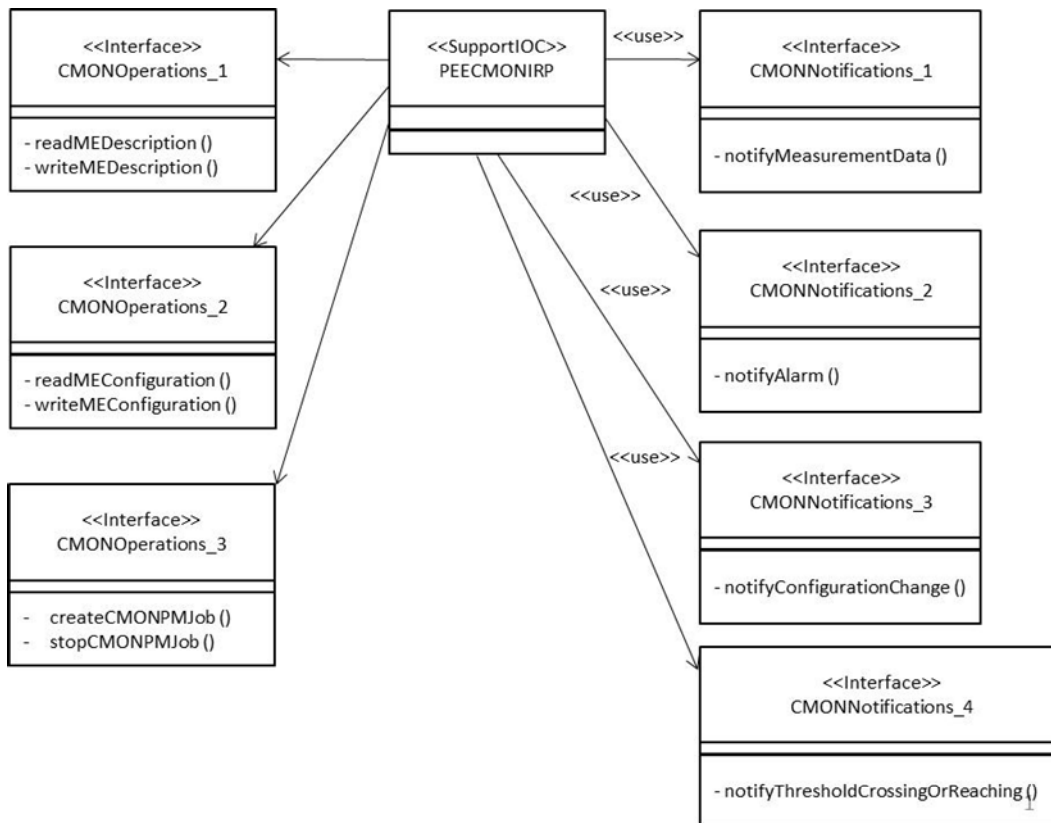 <<Interface>>
CMONOperations_1
- readMEDescription ()
- writeMEDescription ()
<<Interface>>
CMONOperations_2
- readMEConfiguration ()
- writeMEConfiguration ()
<<Interface>>
CMONOperations_3
- createCMONPMJob ()
- stopCMONPMJob ()
<<SupportIOC>>
PEECMONIRP
<<use>>
<<use>>
<<use>>
<<use>>
<<Interface>>
CMONNotifications_1
- notifyMeasurementData ()
<<Interface>>
CMONNotifications_2
- notifyAlarm ()
<<Interface>>
CMONNotifications_3
- notifyConfigurationChange ()
<<Interface>>
CMONNotifications_4
- notifyThresholdCrossingOrReaching ()
1